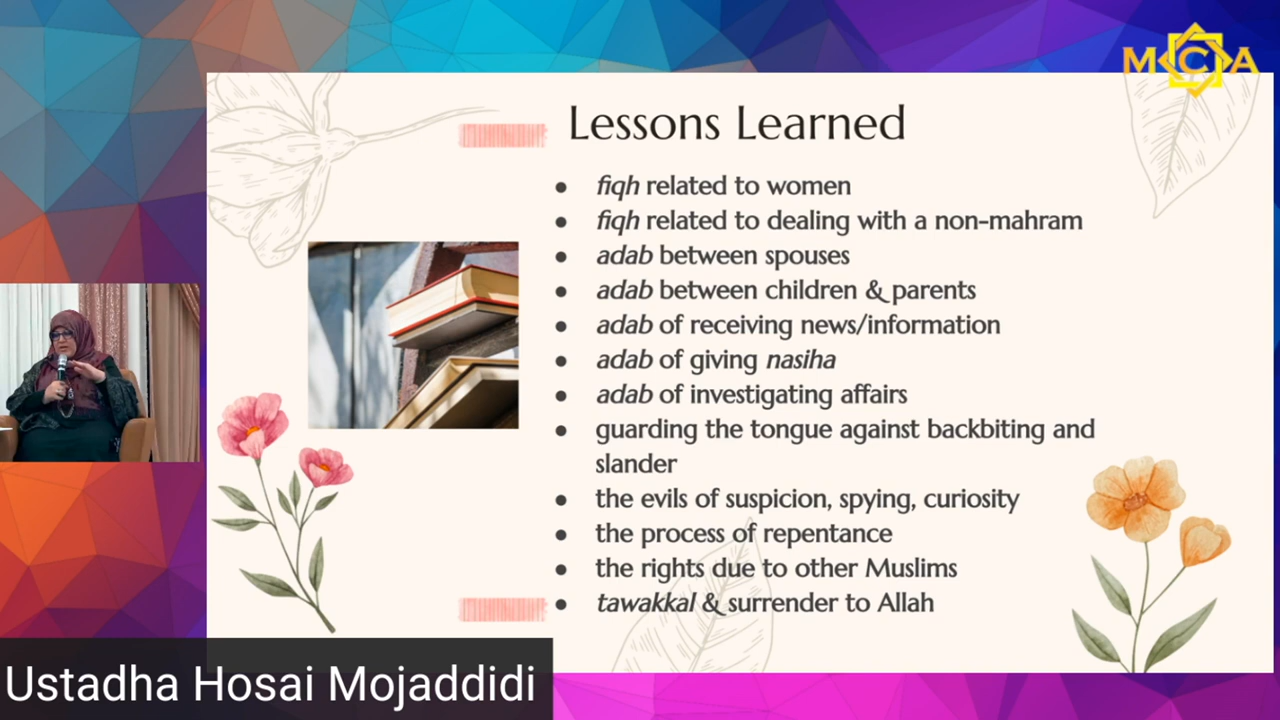 MCA
Lessons Learned
● fiqh related to women
● fiqh related to dealing with a non-mahram
● adab between spouses
● adab between children & parents
● adab of receiving news/information
● adab of giving nasiha
● adab of investigating affairs
● guarding the tongue against backbiting and
slander
● the evils of suspicion, spying, curiosity
● the process of repentance
● the rights due to other Muslims
● tawakkal & surrender to Allah
Ustadha Hosai Mojaddidi